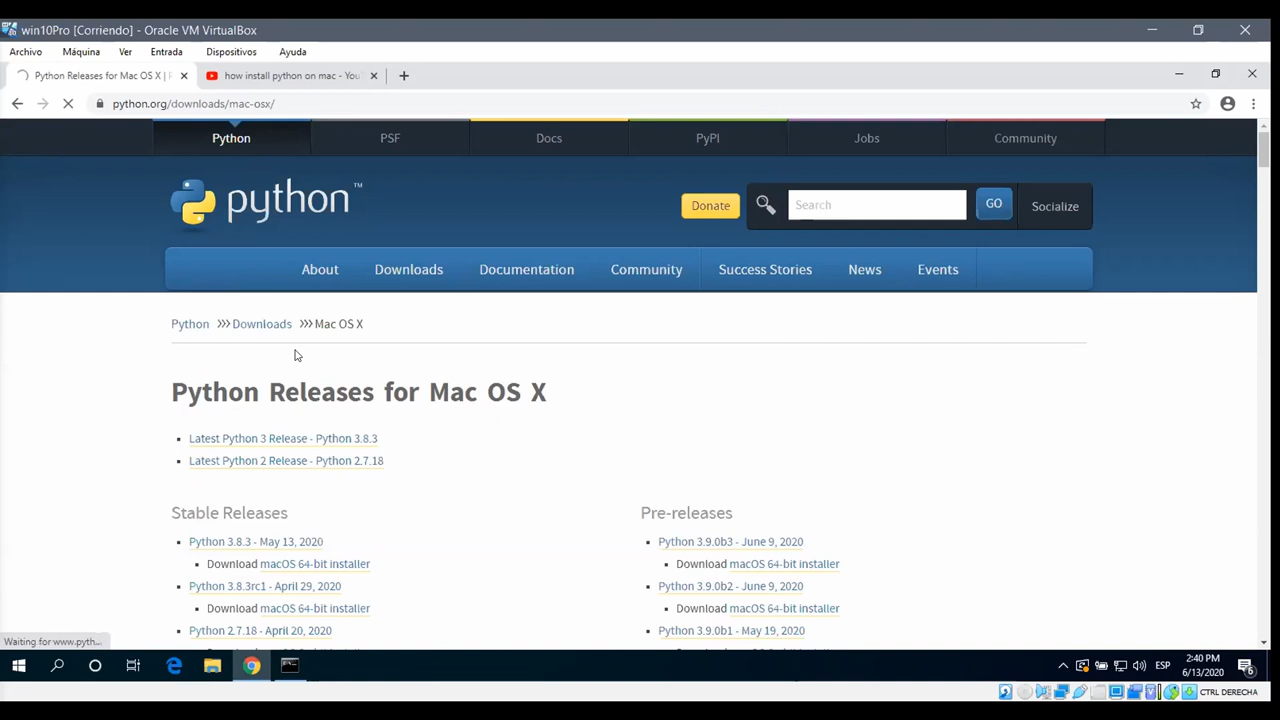 win10Pro [Corriendo] - Oracle VM VirtualBox
Archivo Máquina Ver Entrada Dispositivos Ayuda
Python Releases for Mac OS X | P
how install python on mac - You
python.org/downloads/mac-osx/
Python PSF Docs PyPI Jobs Community
python™
Donate
Search
GO
Socialize
About Downloads Documentation Community Success Stories News Events
Python >>> Downloads >>> Mac OS X
Python Releases for Mac OS X
Latest Python 3 Release - Python 3.8.3
Latest Python 2 Release - Python 2.7.18
Stable Releases
Python 3.8.3 - May 13, 2020
Download macOS 64-bit installer
Python 3.8.3rc1 - April 29, 2020
Download macOS 64-bit installer
Python 2.7.18 - April 20, 2020
Pre-releases
Python 3.9.0b3 - June 9, 2020
Download macOS 64-bit installer
Python 3.9.0b2 - June 9, 2020
Download macOS 64-bit installer
Python 3.9.0b1 - May 19, 2020
Waiting for www.pyth...
ESP
2:40 PM
6/13/2020
6
CTRL DERECHA